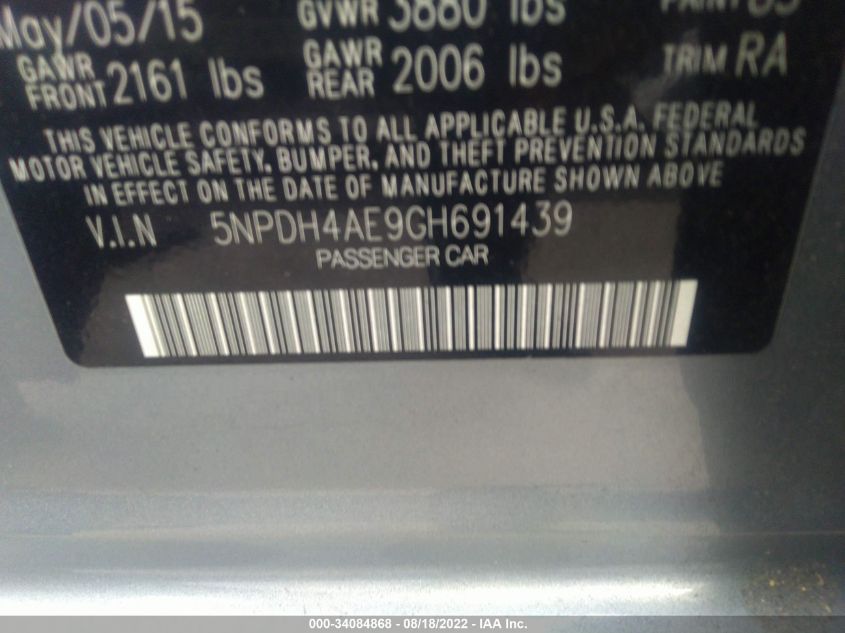 May/05/15 GVWR 3880 lbs
GAWR FRONT 2161 lbs GAWR REAR 2006 lbs TRIM RA
THIS VEHICLE CONFORMS TO ALL APPLICABLE U.S.A. FEDERAL
MOTOR VEHICLE SAFETY, BUMPER, AND THEFT PREVENTION STANDARDS
IN EFFECT ON THE DATE OF MANUFACTURE SHOWN ABOVE
V.I.N 5NPDH4AE9GH691439
PASSENGER CAR
000-34084868 - 08/18/2022 - IAA Inc.